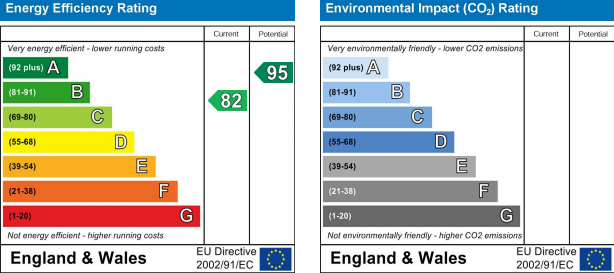 Energy Efficiency Rating
Current
Potential
Very energy efficient - lower running costs
(92 plus) A
(81-91) B
(69-80) C
(55-68) D
(39-54) E
(21-38) F
(1-20) G
82
95
Not energy efficient - higher running costs
England & Wales
EU Directive
2002/91/EC
Environmental Impact (CO₂) Rating
Current
Potential
Very environmentally friendly - lower CO2 emissions
(92 plus) A
(81-91) B
(69-80) C
(55-68) D
(39-54) E
(21-38) F
(1-20) G
Not environmentally friendly - higher CO2 emissions
England & Wales
EU Directive
2002/91/EC